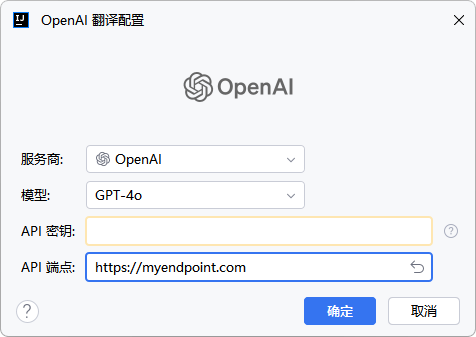 IJ OpenAI 翻译配置
OpenAI
服务商: OpenAI
模型: GPT-4o
API 密钥: ?
API 端点: https://myendpoint.com
? 确定 取消